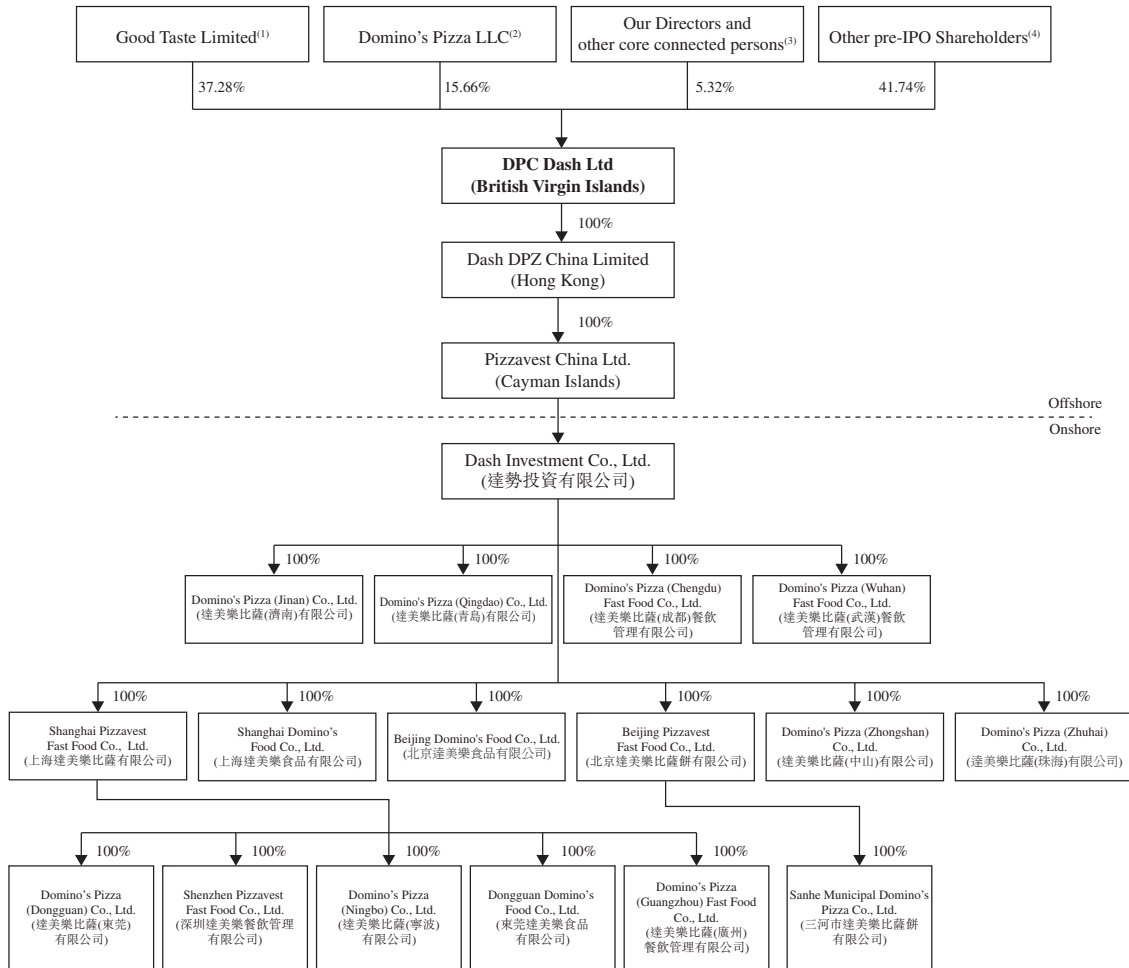 Good Taste Limited(1)
Domino's Pizza LLC(2)
Our Directors and
other core connected persons(3)
Other pre-IPO Shareholders(4)
37.28%
15.66%
5.32%
41.74%
DPC Dash Ltd
(British Virgin Islands)
100%
Dash DPZ China Limited
(Hong Kong)
100%
Pizzavest China Ltd.
(Cayman Islands)
Offshore
Onshore
Dash Investment Co., Ltd.
(達勢投資有限公司)
100%
100%
100%
100%
Domino's Pizza (Jinan) Co., Ltd.
(達美樂比薩(濟南)有限公司)
Domino's Pizza (Qingdao) Co., Ltd.
(達美樂比薩(青島)有限公司)
Domino's Pizza (Chengdu)
Fast Food Co., Ltd.
(達美樂比薩(成都)餐飲
管理有限公司)
Domino's Pizza (Wuhan)
Fast Food Co., Ltd.
(達美樂比薩(武漢)餐飲
管理有限公司)
100%
100%
100%
100%
100%
100%
Shanghai Pizzavest
Fast Food Co., Ltd.
(上海達美樂比薩有限公司)
Shanghai Domino's
Food Co., Ltd.
(上海達美樂食品有限公司)
Beijing Domino's Food Co., Ltd.
(北京達美樂食品有限公司)
Beijing Pizzavest
Fast Food Co., Ltd.
(北京達美樂比薩餅有限公司)
Domino's Pizza (Zhongshan)
Co., Ltd.
(達美樂比薩(中山)有限公司)
Domino's Pizza (Zhuhai)
Co., Ltd.
(達美樂比薩(珠海)有限公司)
100%
100%
100%
100%
100%
100%
Domino's Pizza
(Dongguan) Co., Ltd.
(達美樂比薩(東莞)
有限公司)
Shenzhen Pizzavest
Fast Food Co., Ltd.
(深圳達美樂餐飲管理
有限公司)
Domino's Pizza
(Ningbo) Co., Ltd.
(達美樂比薩(寧波)
有限公司)
Dongguan Domino's
Food Co., Ltd.
(東莞達美樂食品
有限公司)
Domino's Pizza
(Guangzhou) Fast Food
Co., Ltd.
(達美樂比薩(廣州)
餐飲管理有限公司)
Sanhe Municipal Domino's
Pizza Co., Ltd.
(三河市達美樂比薩餅
有限公司)